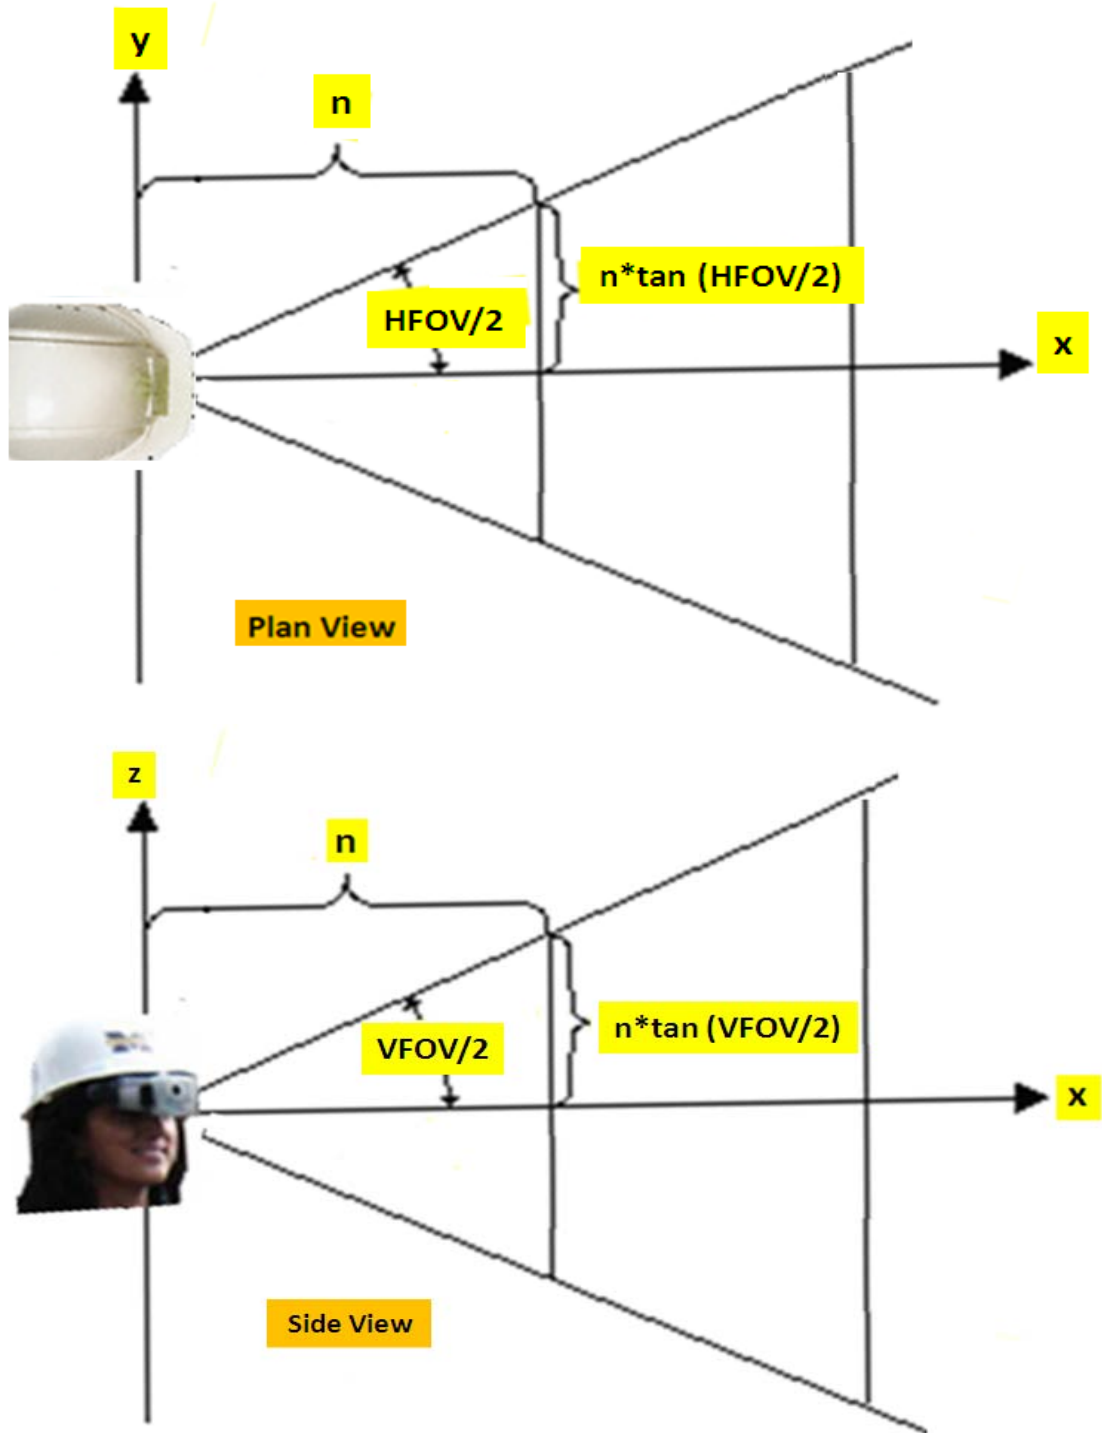 y
n
n*tan (HFOV/2)
HFOV/2
x
Plan View
z
n
n*tan (VFOV/2)
VFOV/2
x
Side View